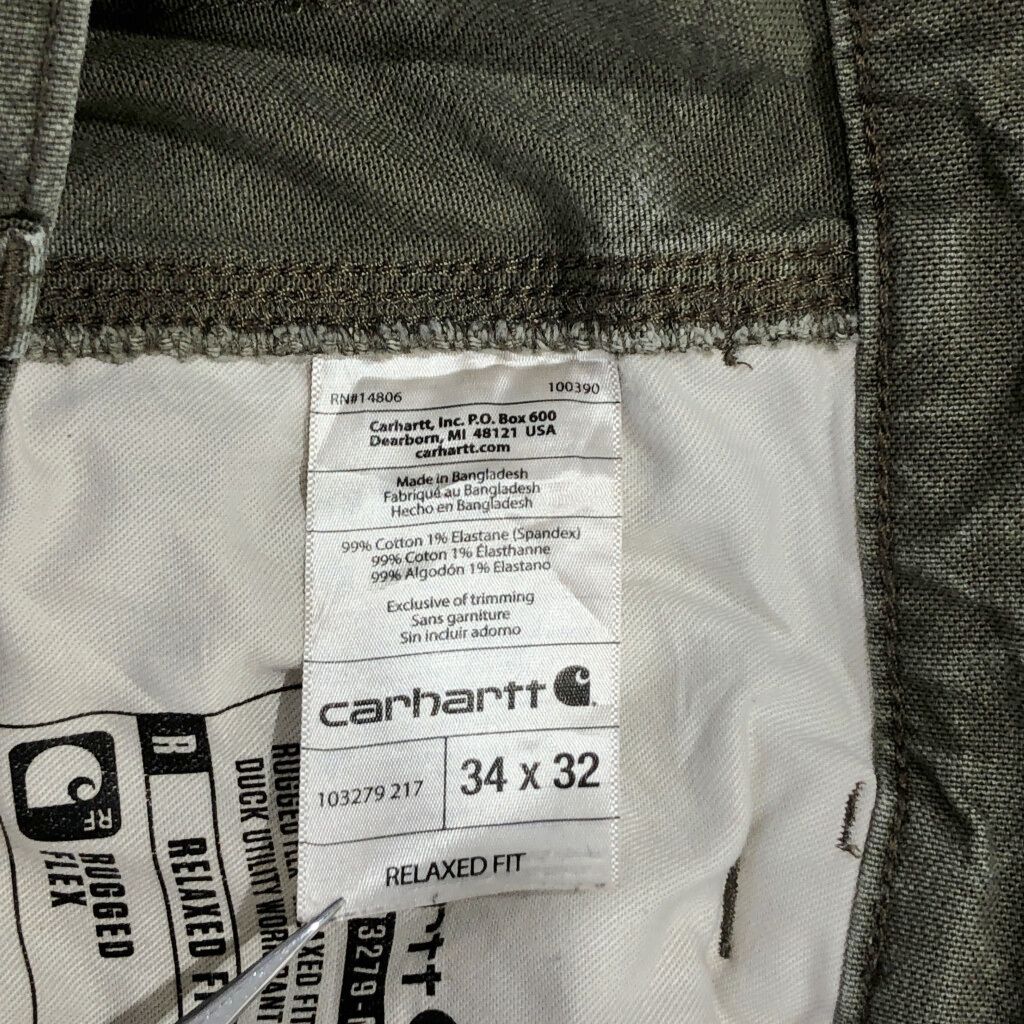 RN#14806 100390
Carhartt, Inc. P.O. Box 600
Dearborn, MI 48121 USA
carhartt.com
Made in Bangladesh
Fabriqué au Bangladesh
Hecho en Bangladesh
99% Cotton 1% Elastane (Spandex)
99% Coton 1% Élasthanne
99% Algodón 1% Elastano
Exclusive of trimming
Sans garniture
Sin incluir adorno
carhartt
103279 217
34 x 32
RELAXED FIT
RF
RUGGED
FLEX
R
RELAXED
RUGGED
DUCK UTILITY WORK
FIT
3279-